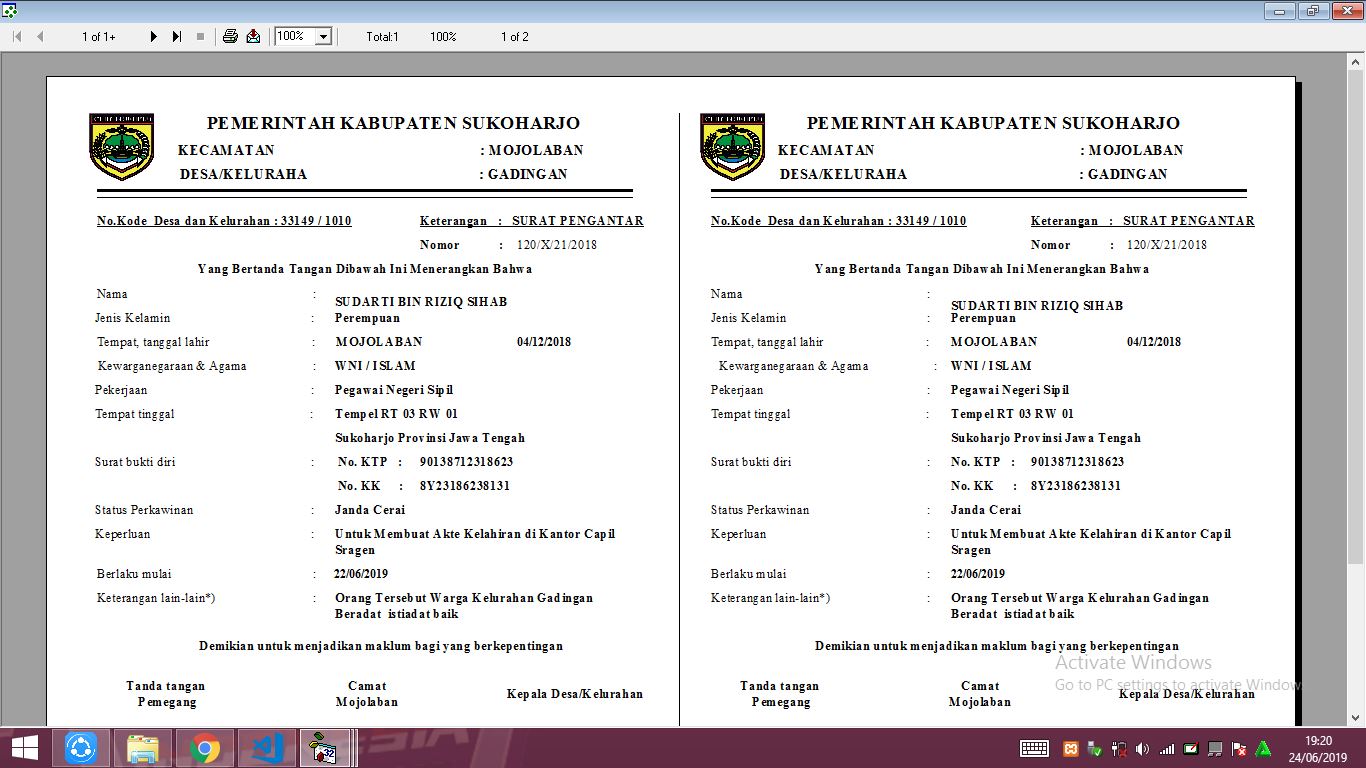 1 of 1+ 100% Total:1 100% 1 of 2
PEMERINTAH KABUPATEN SUKOHARJO
KECAMATAN : MOJOLABAN
DESA/KELURAHA : GADINGAN
No.Kode Desa dan Kelurahan : 33149 / 1010 Keterangan : SURAT PENGANTAR
Nomor : 120/X/21/2018
Yang Bertanda Tangan Dibawah Ini Menerangkan Bahwa
Nama : SUDARTI BIN RIZIQ SIHAB
Jenis Kelamin : Perempuan
Tempat, tanggal lahir : MOJOLABAN 04/12/2018
Kewarganegaraan & Agama : WNI / ISLAM
Pekerjaan : Pegawai Negeri Sipil
Tempat tinggal : Tempel RT 03 RW 01
Sukoharjo Provinsi Jawa Tengah
Surat bukti diri : No. KTP : 90138712318623
No. KK : 8Y23186238131
Status Perkawinan : Janda Cerai
Keperluan : Untuk Membuat Akte Kelahiran di Kantor Capil
Sragen
Berlaku mulai : 22/06/2019
Keterangan lain-lain*) : Orang Tersebut Warga Kelurahan Gadingan
Beradat istiadat baik
Demikian untuk menjadikan maklum bagi yang berkepentingan
Tanda tangan Camat Kepala Desa/Kelurahan
Pemegang Mojolaban
PEMERINTAH KABUPATEN SUKOHARJO
KECAMATAN : MOJOLABAN
DESA/KELURAHA : GADINGAN
No.Kode Desa dan Kelurahan : 33149 / 1010 Keterangan : SURAT PENGANTAR
Nomor : 120/X/21/2018
Yang Bertanda Tangan Dibawah Ini Menerangkan Bahwa
Nama : SUDARTI BIN RIZIQ SIHAB
Jenis Kelamin : Perempuan
Tempat, tanggal lahir : MOJOLABAN 04/12/2018
Kewarganegaraan & Agama : WNI / ISLAM
Pekerjaan : Pegawai Negeri Sipil
Tempat tinggal : Tempel RT 03 RW 01
Sukoharjo Provinsi Jawa Tengah
Surat bukti diri : No. KTP : 90138712318623
No. KK : 8Y23186238131
Status Perkawinan : Janda Cerai
Keperluan : Untuk Membuat Akte Kelahiran di Kantor Capil
Sragen
Berlaku mulai : 22/06/2019
Keterangan lain-lain*) : Orang Tersebut Warga Kelurahan Gadingan
Beradat istiadat baik
Demikian untuk menjadikan maklum bagi yang berkepentingan
Tanda tangan Camat Kepala Desa/Kelurahan
Pemegang Mojolaban
Activate Windows
Go to PC settings to activate Windows
32
19:20
24/06/2019